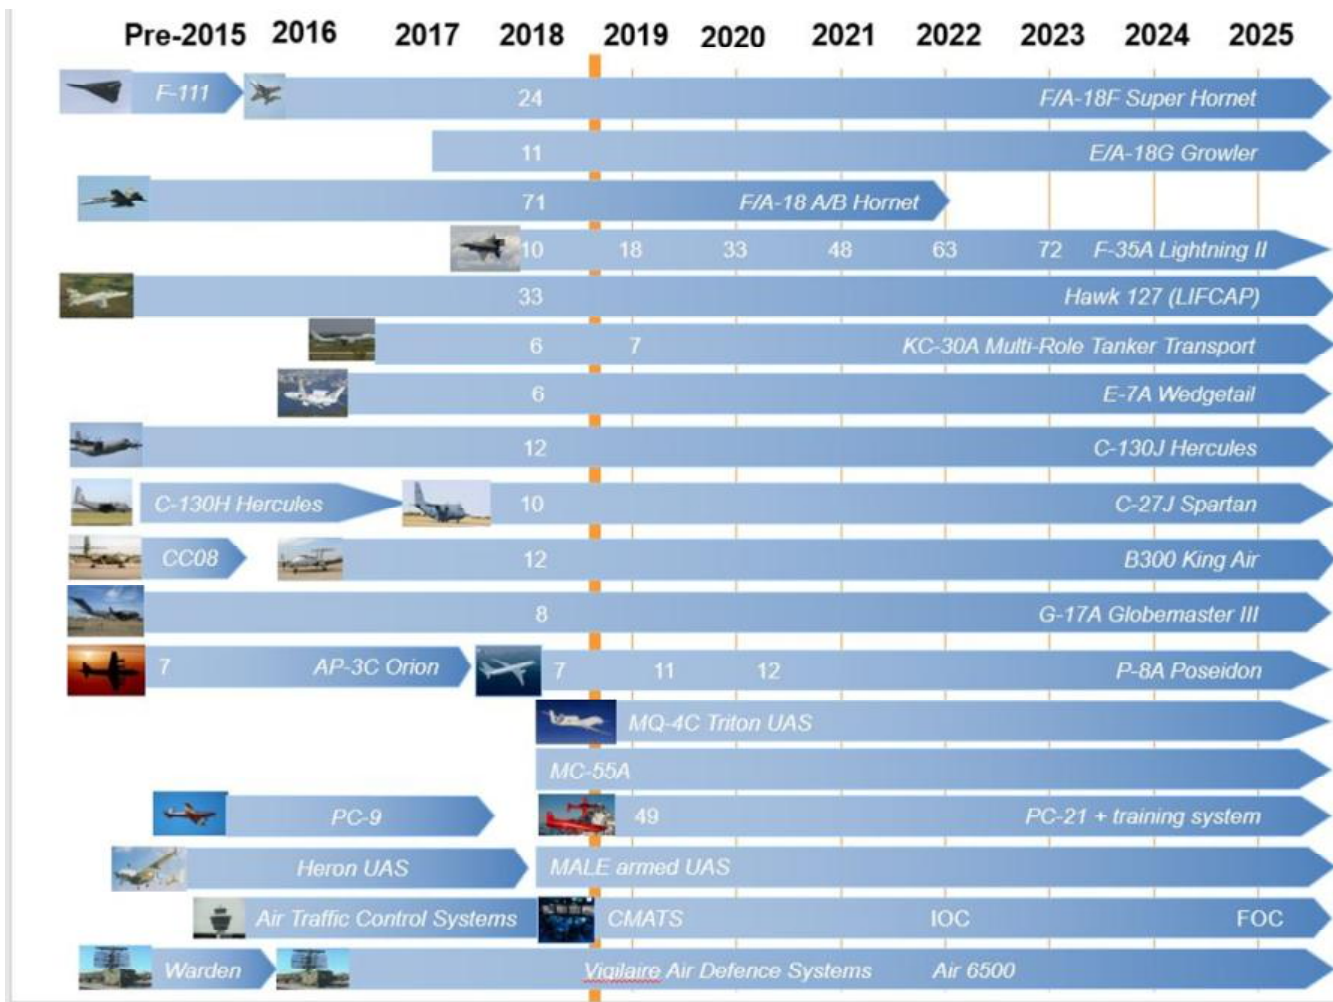 Pre-2015 2016 2017 2018 2019 2020 2021 2022 2023 2024 2025
F-111 24 F/A-18F Super Hornet
11 E/A-18G Growler
71 F/A-18 A/B Hornet
10 18 33 48 63 72 F-35A Lightning II
33 Hawk 127 (LIFCAP)
6 7 KC-30A Multi-Role Tanker Transport
6 E-7A Wedgetail
12 C-130J Hercules
C-130H Hercules 10 C-27J Spartan
CC08 12 B300 King Air
8 G-17A Globemaster III
7 AP-3C Orion 7 11 12 P-8A Poseidon
MQ-4C Triton UAS
MC-55A
PC-9 49 PC-21 + training system
Heron UAS MALE armed UAS
Air Traffic Control Systems CMATS IOC FOC
Warden Vigilaire Air Defence Systems Air 6500